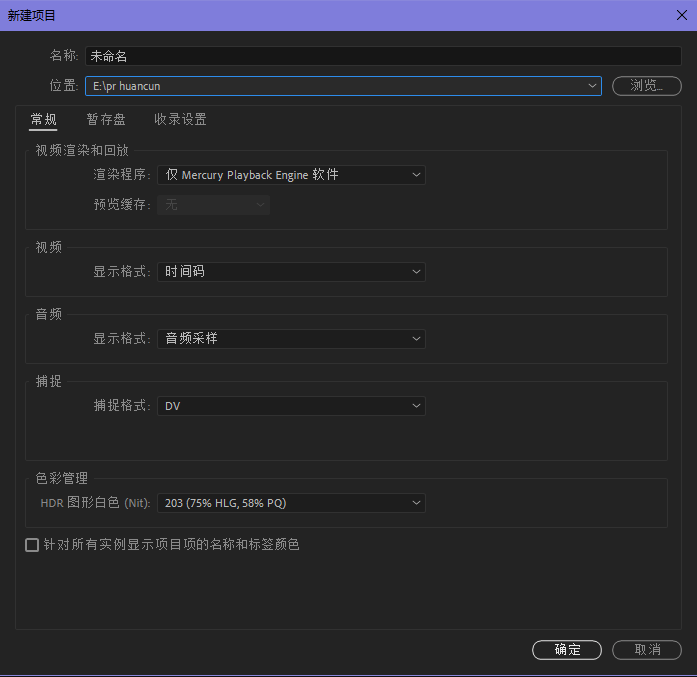 新建项目
名称: 未命名
位置: E:\pr huancun 浏览...
常规 暂存盘 收录设置
视频渲染和回放
渲染程序: 仅 Mercury Playback Engine 软件
预览缓存: 无
视频
显示格式: 时间码
音频
显示格式: 音频采样
捕捉
捕捉格式: DV
色彩管理
HDR 图形白色 (Nit): 203 (75% HLG, 58% PQ)
针对所有实例显示项目项的名称和标签颜色
确定 取消